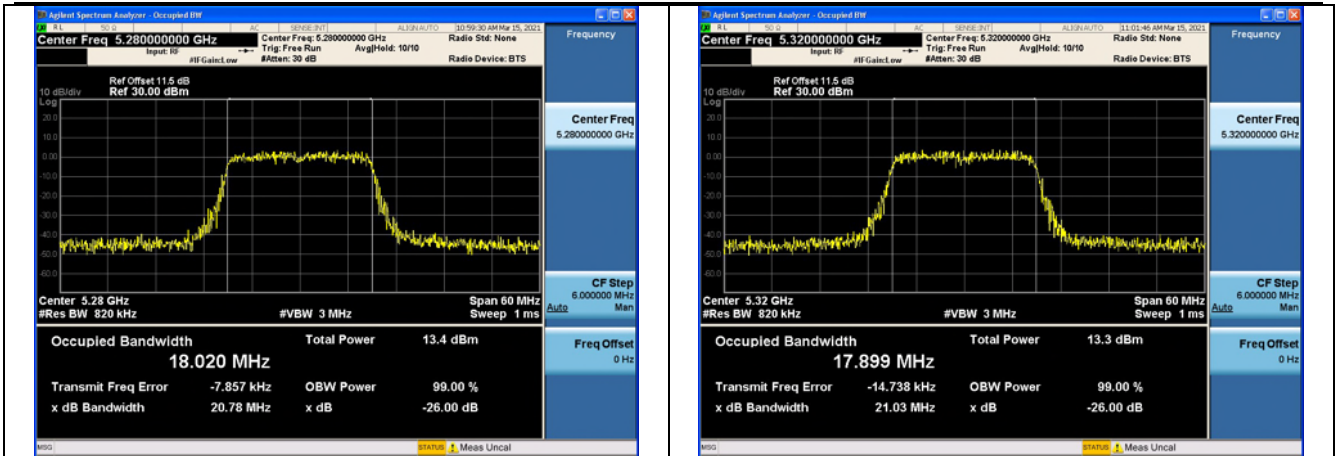 Agilent Spectrum Analyzer - Occupied BW
RL 50 Ω AC SENSE:INT ALIGN AUTO 10:59:30 AM Mar 15, 2021
Center Freq 5.280000000 GHz
Center Freq: 5.280000000 GHz
Radio Std: None
Input: RF
Trig: Free Run Avg|Hold: 10/10
#IFGain:Low
#Atten: 30 dB
Radio Device: BTS
Ref Offset 11.5 dB
10 dB/div Ref 30.00 dBm
Log
20.0
10.0
0.00
-10.0
-20.0
-30.0
-40.0
-50.0
-60.0
Center 5.28 GHz Span 60 MHz
#Res BW 820 kHz #VBW 3 MHz Sweep 1 ms
Occupied Bandwidth Total Power 13.4 dBm
18.020 MHz
Transmit Freq Error -7.857 kHz OBW Power 99.00 %
x dB Bandwidth 20.78 MHz x dB -26.00 dB
MSG STATUS Meas Uncal
Frequency
Center Freq
5.280000000 GHz
CF Step
6.000000 MHz
Auto Man
Freq Offset
0 Hz
Agilent Spectrum Analyzer - Occupied BW
RL 50 Ω AC SENSE:INT ALIGN AUTO 11:01:46 AM Mar 15, 2021
Center Freq 5.320000000 GHz
Center Freq: 5.320000000 GHz
Radio Std: None
Input: RF
Trig: Free Run Avg|Hold: 10/10
#IFGain:Low
#Atten: 30 dB
Radio Device: BTS
Ref Offset 11.5 dB
10 dB/div Ref 30.00 dBm
Log
20.0
10.0
0.00
-10.0
-20.0
-30.0
-40.0
-50.0
-60.0
Center 5.32 GHz Span 60 MHz
#Res BW 820 kHz #VBW 3 MHz Sweep 1 ms
Occupied Bandwidth Total Power 13.3 dBm
17.899 MHz
Transmit Freq Error -14.738 kHz OBW Power 99.00 %
x dB Bandwidth 21.03 MHz x dB -26.00 dB
MSG STATUS Meas Uncal
Frequency
Center Freq
5.320000000 GHz
CF Step
6.000000 MHz
Auto Man
Freq Offset
0 Hz